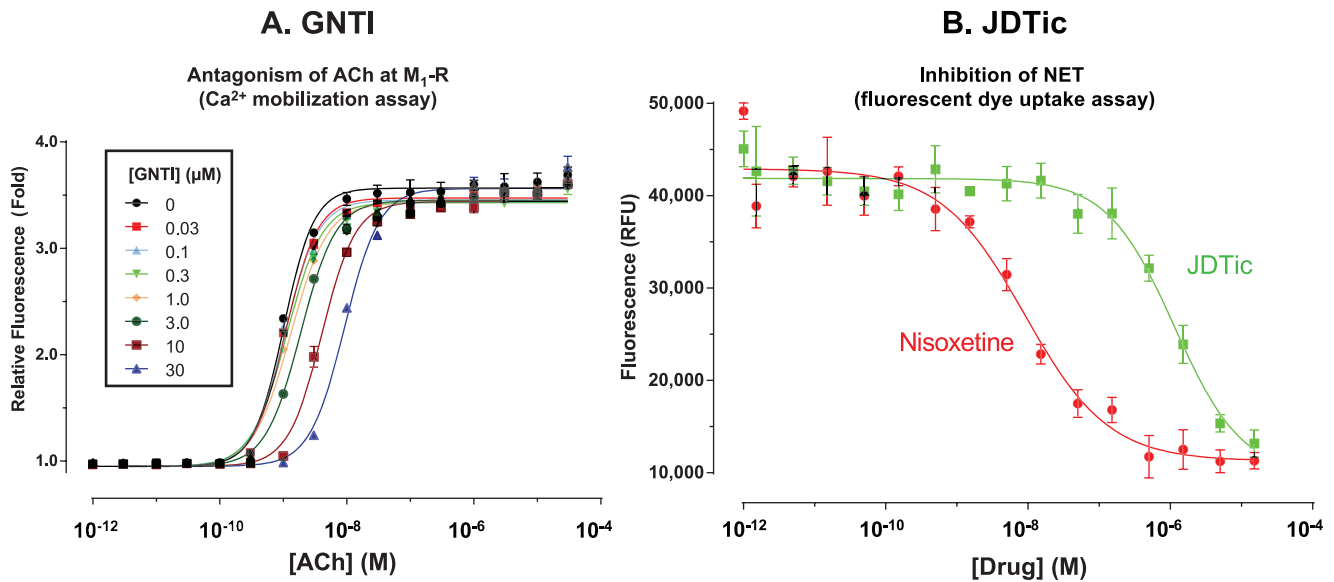 A. GNTI
Antagonism of ACh at M₁-R
(Ca²⁺ mobilization assay)
Relative Fluorescence (Fold)
4.0
3.0
2.0
1.0
[GNTI] (µM)
0
0.03
0.1
0.3
1.0
3.0
10
30
10⁻¹²
10⁻¹⁰
10⁻⁸
10⁻⁶
10⁻⁴
[ACh] (M)
B. JDTic
Inhibition of NET
(fluorescent dye uptake assay)
Fluorescence (RFU)
50,000
40,000
30,000
20,000
10,000
JDTic
Nisoxetine
10⁻¹²
10⁻¹⁰
10⁻⁸
10⁻⁶
10⁻⁴
[Drug] (M)